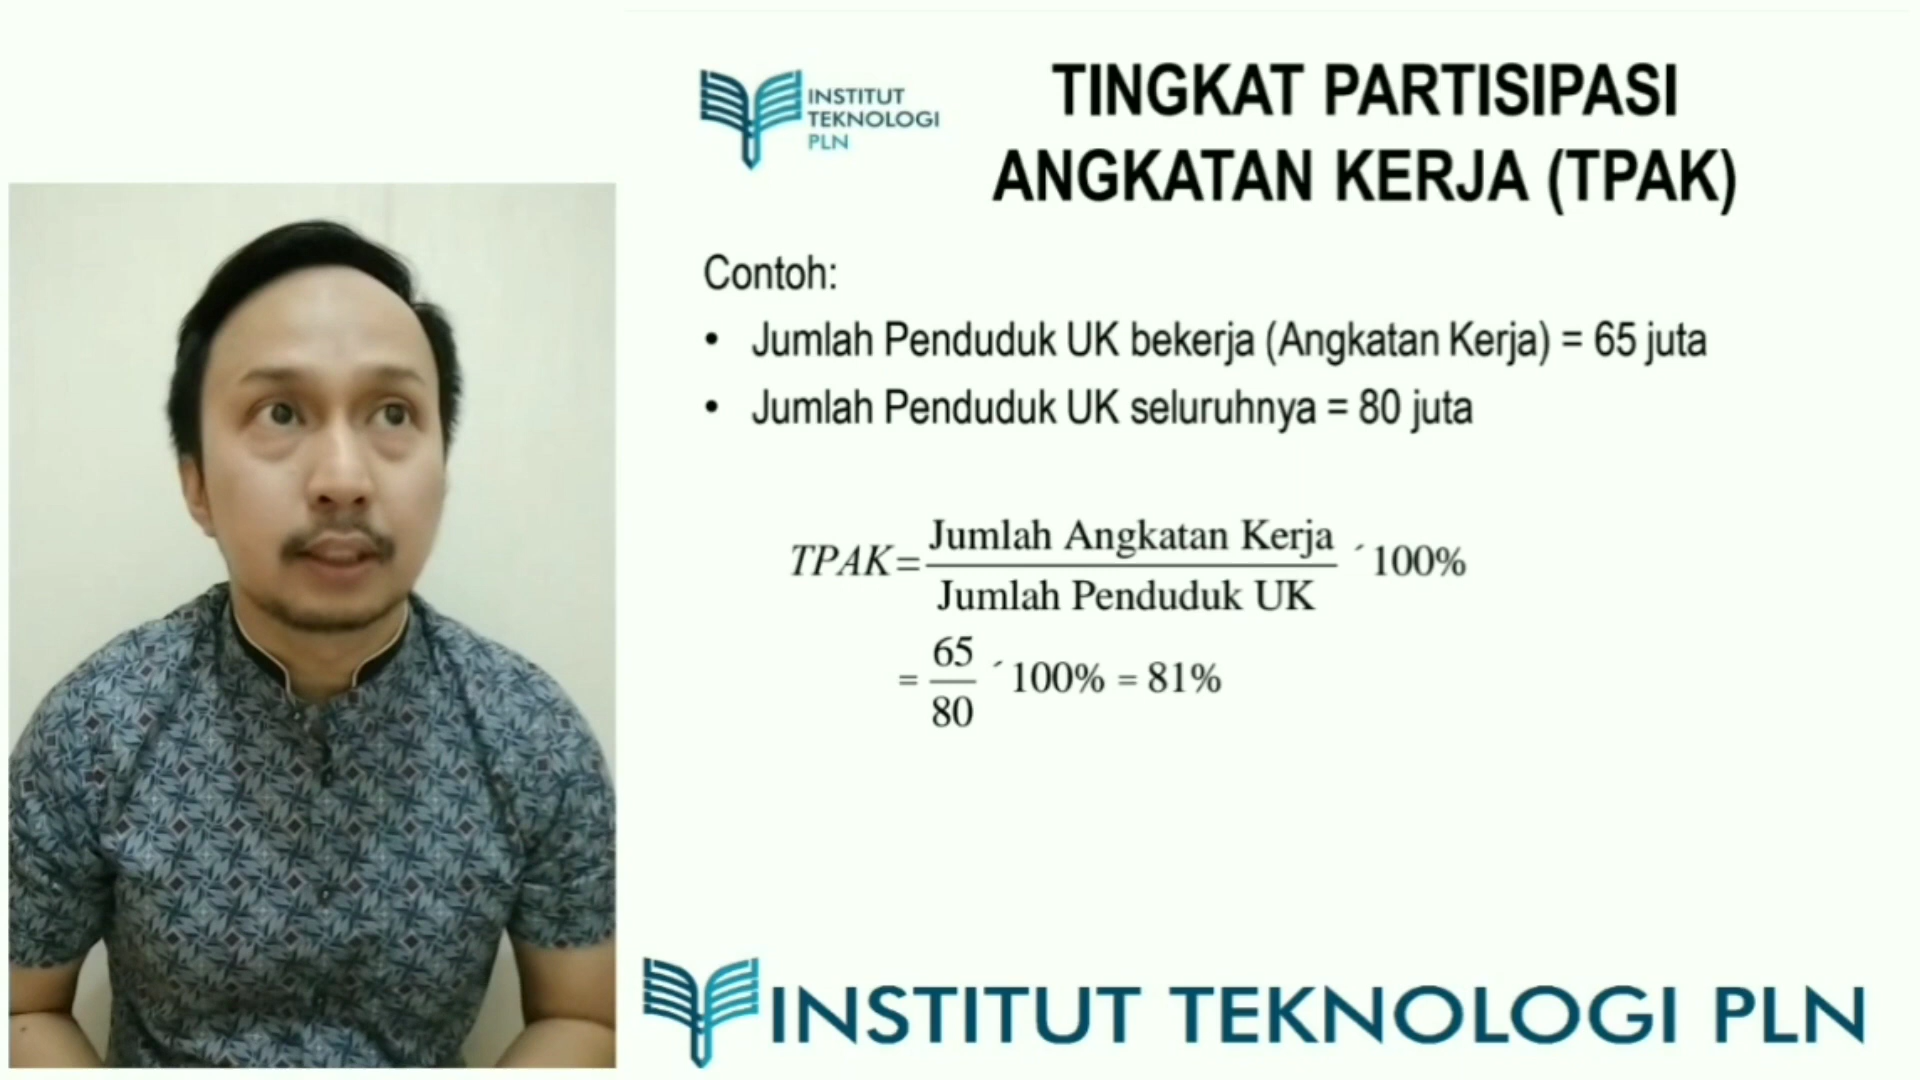 INSTITUT
TEKNOLOGI
PLN
TINGKAT PARTISIPASI
ANGKATAN KERJA (TPAK)
Contoh:
• Jumlah Penduduk UK bekerja (Angkatan Kerja) = 65 juta
• Jumlah Penduduk UK seluruhnya = 80 juta
Jumlah Angkatan Kerja
TPAK= ´ 100%
Jumlah Penduduk UK
65
= ´ 100% = 81%
80
INSTITUT TEKNOLOGI PLN